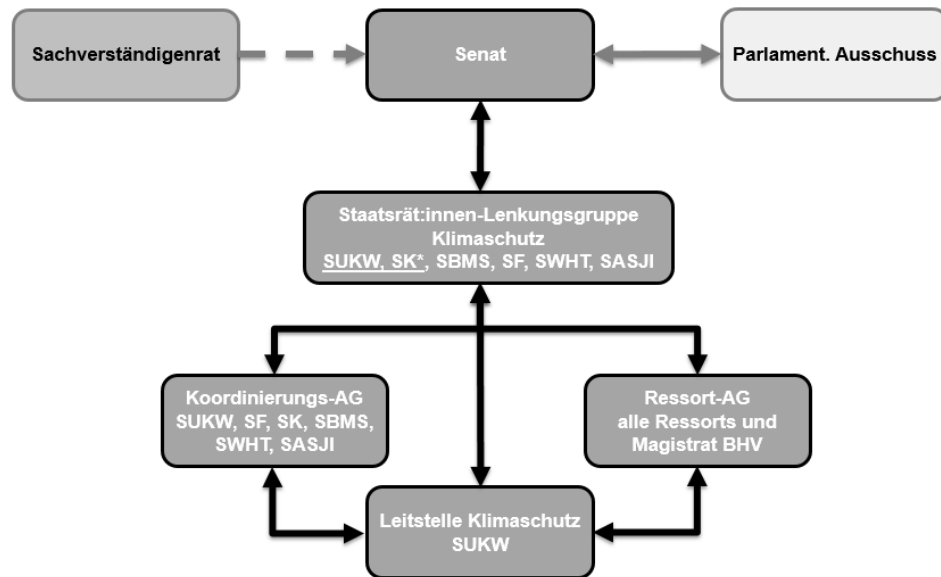 Sachverständigenrat
Senat
Parlament. Ausschuss
Staatsrät:innen-Lenkungsgruppe
Klimaschutz
SUKW, SK*, SBMS, SF, SWHT, SASJI
Koordinierungs-AG
SUKW, SF, SK, SBMS,
SWHT, SASJI
Ressort-AG
alle Ressorts und
Magistrat BHV
Leitstelle Klimaschutz
SUKW